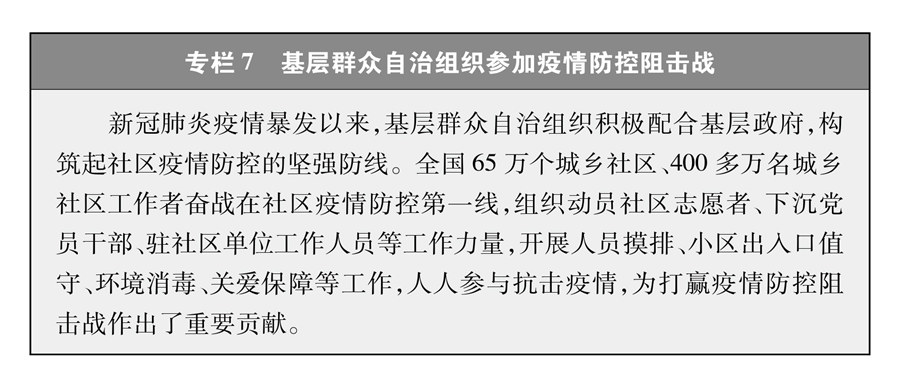 专栏 7 基层群众自治组织参加疫情防控阻击战
新冠肺炎疫情暴发以来，基层群众自治组织积极配合基层政府，构
筑起社区疫情防控的坚强防线。全国 65 万个城乡社区、400 多万名城乡
社区工作者奋战在社区疫情防控第一线，组织动员社区志愿者、下沉党
员干部、驻社区单位工作人员等工作力量，开展人员摸排、小区出入口值
守、环境消毒、关爱保障等工作，人人参与抗击疫情，为打赢疫情防控阻
击战作出了重要贡献。